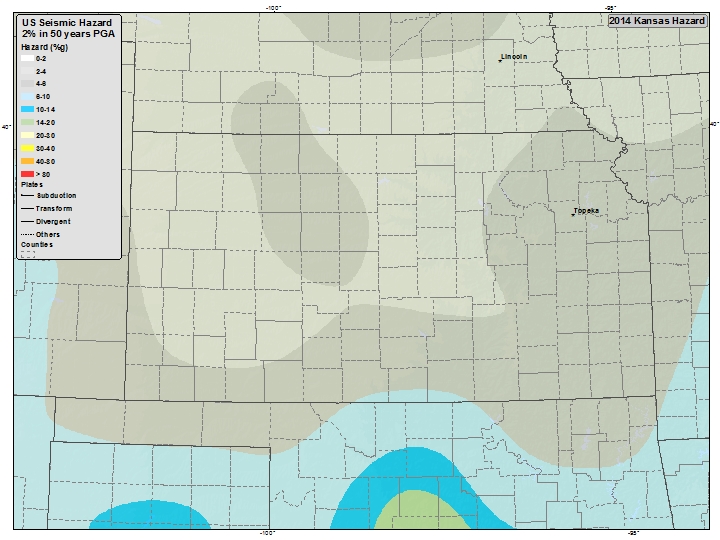 -100°
-95°
US Seismic Hazard
2% in 50 years PGA
Hazard (%g)
0-2
2-4
4-6
6-10
10-14
14-20
20-30
30-40
40-80
> 80
Plates
Subduction
Transform
Divergent
Others
Counties
2014 Kansas Hazard
Lincoln
40°
40°
Topeka
-100°
-95°